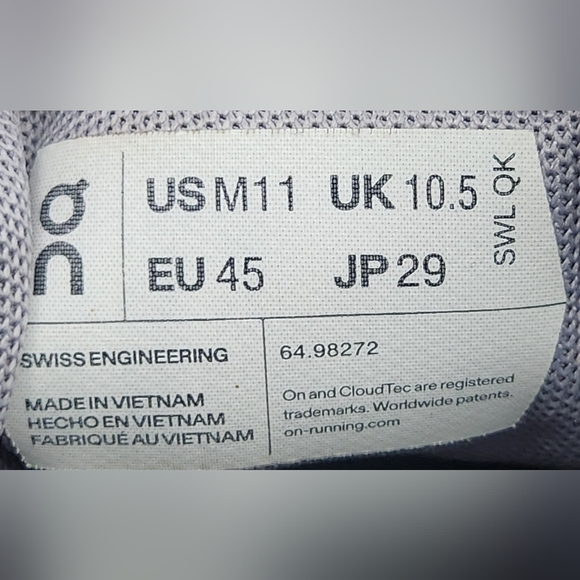 On
US M 11 UK 10.5
EU 45 JP 29
SWL QK
SWISS ENGINEERING
64.98272
MADE IN VIETNAM
HECHO EN VIETNAM
FABRIQUÉ AU VIETNAM
On and CloudTec are registered
trademarks. Worldwide patents.
on-running.com